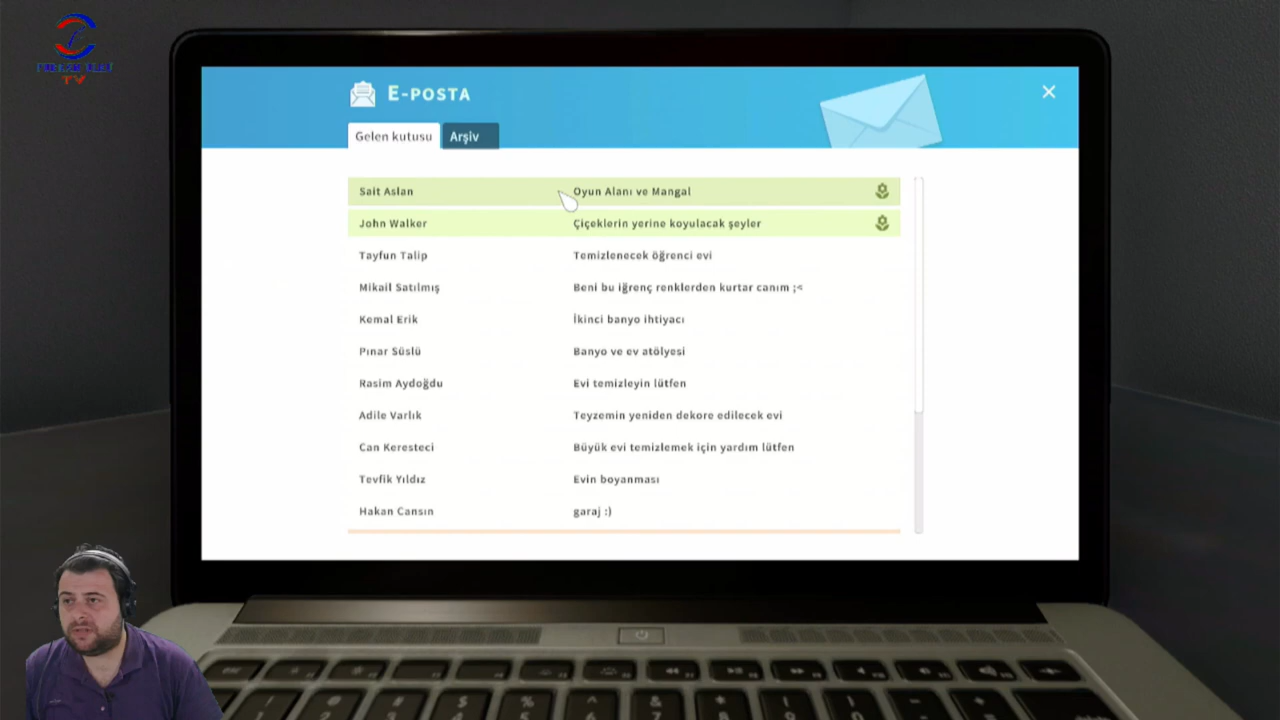 TV
E-POSTA
Gelen kutusu Arşiv
Sait Aslan Oyun Alanı ve Mangal
John Walker Çiçeklerin yerine koyulacak şeyler
Tayfun Talip Temizlenecek öğrenci evi
Mikail Satılmış Beni bu iğrenç renklerden kurtar canım ;<
Kemal Erik İkinci banyo ihtiyacı
Pınar Süslü Banyo ve ev atölyesi
Rasim Aydoğdu Evi temizleyin lütfen
Adile Varlık Teyzemin yeniden dekore edilecek evi
Can Keresteci Büyük evi temizlemek için yardım lütfen
Tevfik Yıldız Evin boyanması
Hakan Cansın garaj :)